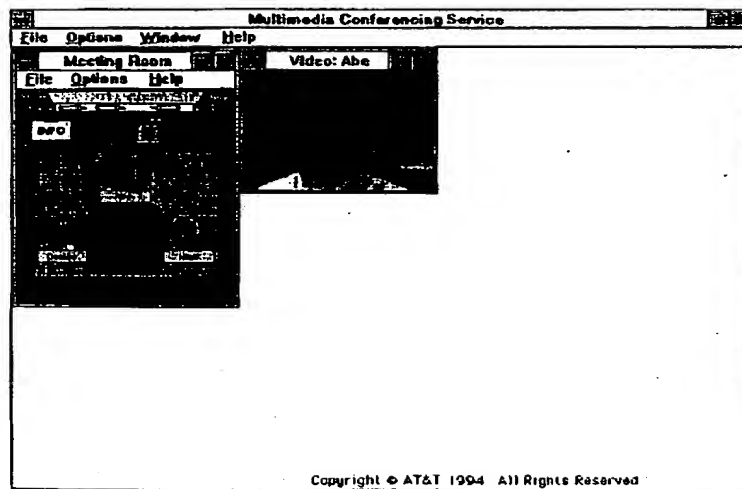 Multimedia Conferencing Service
File Options Window Help
Meeting Room
File Options Help
Video: Abe
INFO
Copyright © AT&T 1994 All Rights Reserved